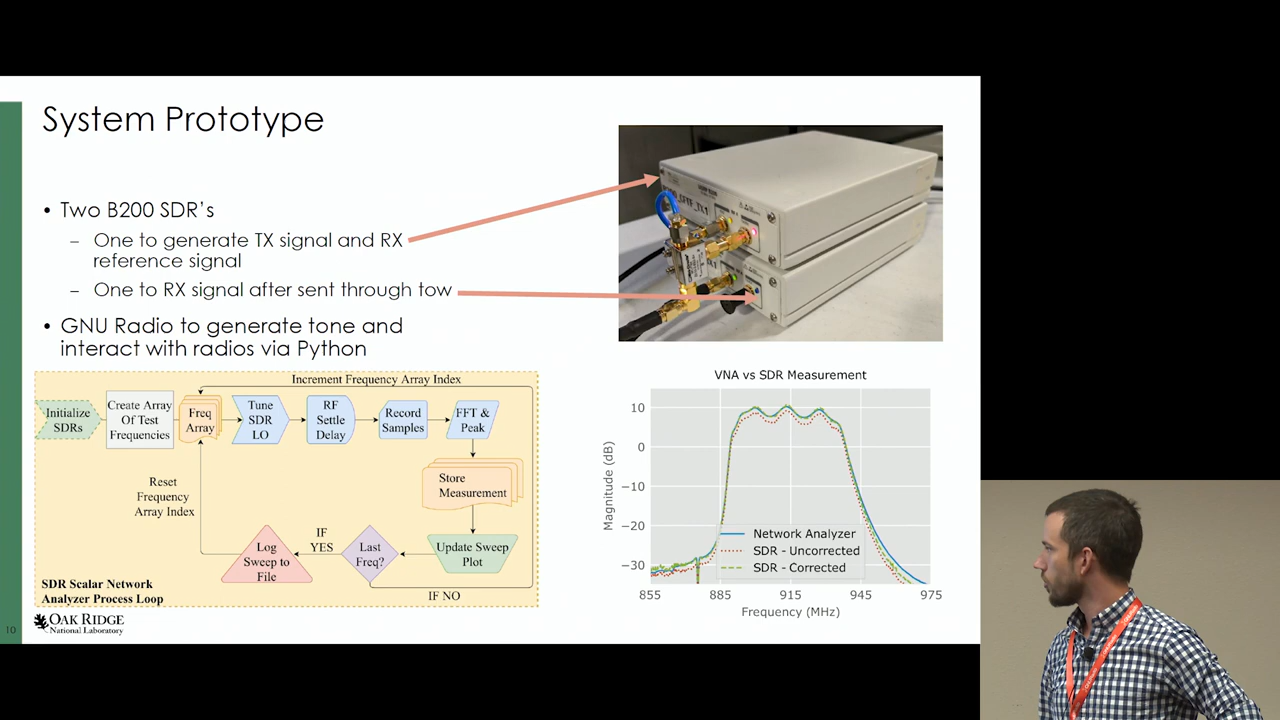 System Prototype
• Two B200 SDR's
– One to generate TX signal and RX
reference signal
– One to RX signal after sent through tow
• GNU Radio to generate tone and
interact with radios via Python
Increment Frequency Array Index
Initialize
SDRs
Create Array
Of Test
Frequencies
Freq
Array
Tune
SDR
LO
RF
Settle
Delay
Record
Samples
FFT &
Peak
Store
Measurement
Update Sweep
Plot
Last
Freq?
IF
YES
IF NO
Log
Sweep to
File
Reset
Frequency
Array Index
SDR Scalar Network
Analyzer Process Loop
VNA vs SDR Measurement
Magnitude (dB)
10
0
−10
−20
−30
Network Analyzer
SDR - Uncorrected
SDR - Corrected
855 885 915 945 975
Frequency (MHz)
10
OAK RIDGE
National Laboratory